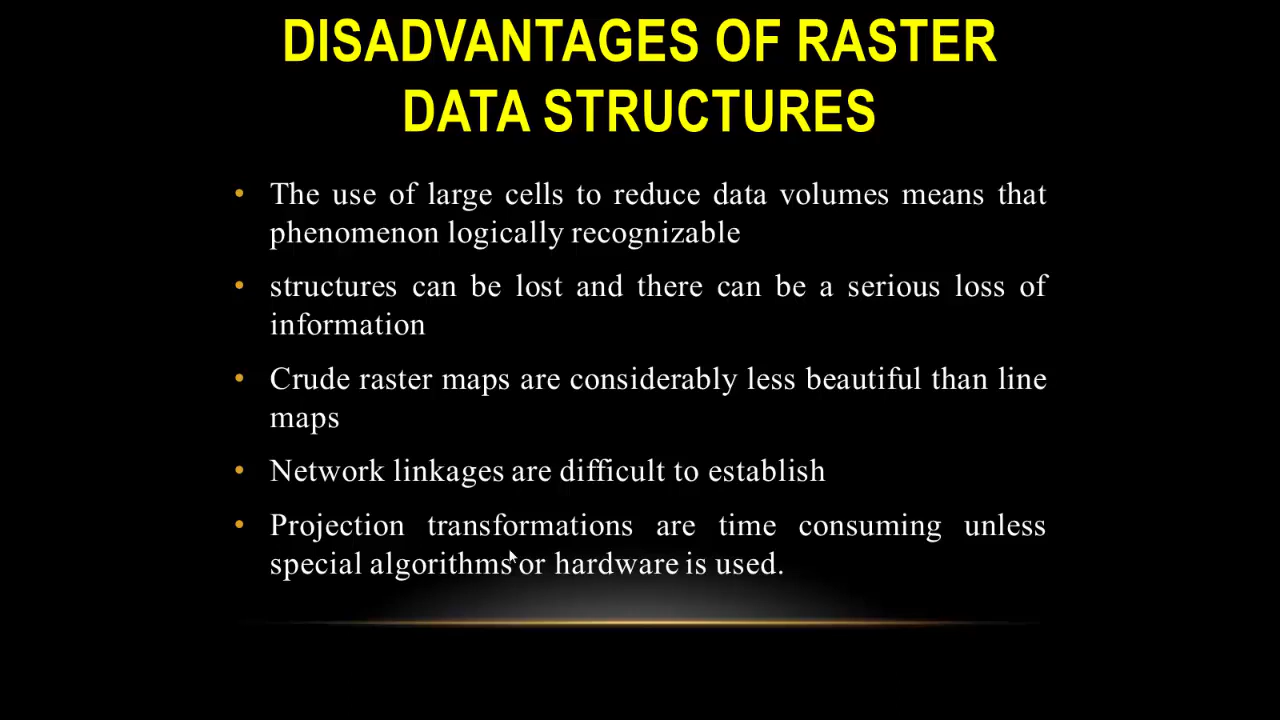 DISADVANTAGES OF RASTER
DATA STRUCTURES
• The use of large cells to reduce data volumes means that
phenomenon logically recognizable
• structures can be lost and there can be a serious loss of
information
• Crude raster maps are considerably less beautiful than line
maps
• Network linkages are difficult to establish
• Projection transformations are time consuming unless
special algorithms or hardware is used.